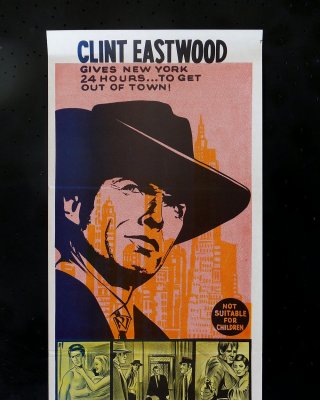 CLINT EASTWOOD
GIVES NEW YORK
24 HOURS...TO GET
OUT OF TOWN!
NOT
SUITABLE
FOR
CHILDREN